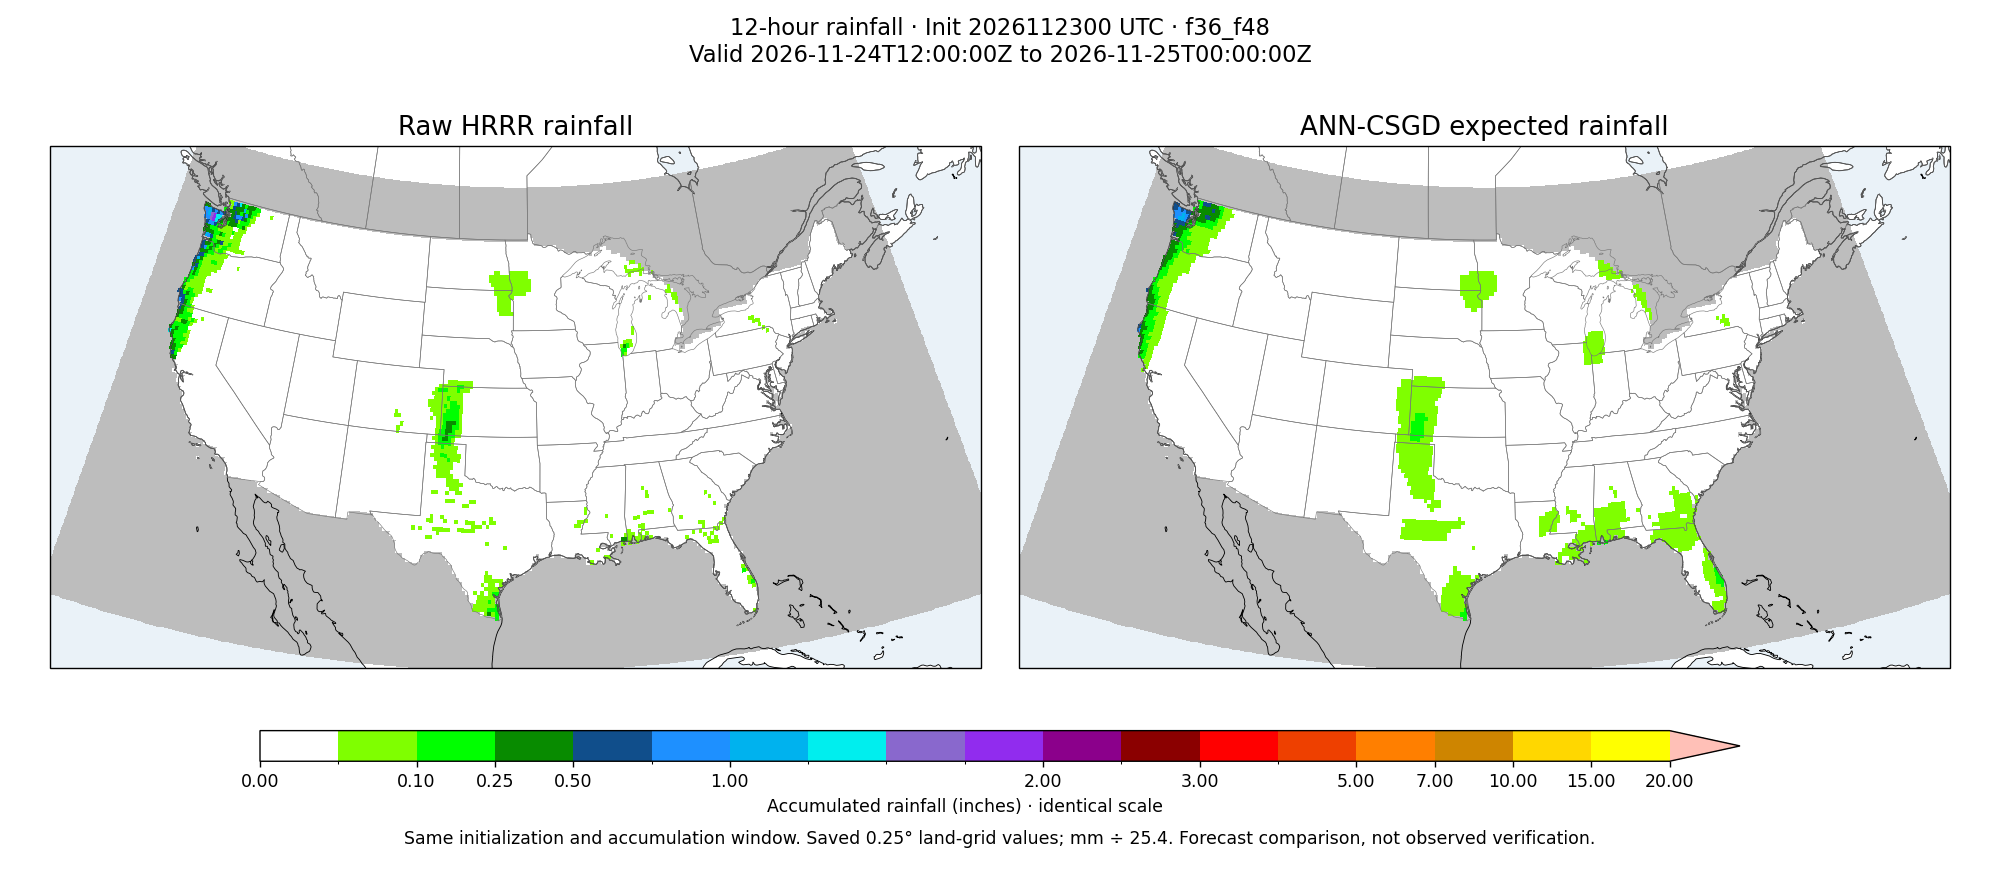 12-hour rainfall · Init 2026112300 UTC · f36_f48
Valid 2026-11-24T12:00:00Z to 2026-11-25T00:00:00Z
Raw HRRR rainfall
ANN-CSGD expected rainfall
0.00 0.10 0.25 0.50 1.00 2.00 3.00 5.00 7.00 10.00 15.00 20.00
Accumulated rainfall (inches) · identical scale
Same initialization and accumulation window. Saved 0.25° land-grid values; mm ÷ 25.4. Forecast comparison, not observed verification.